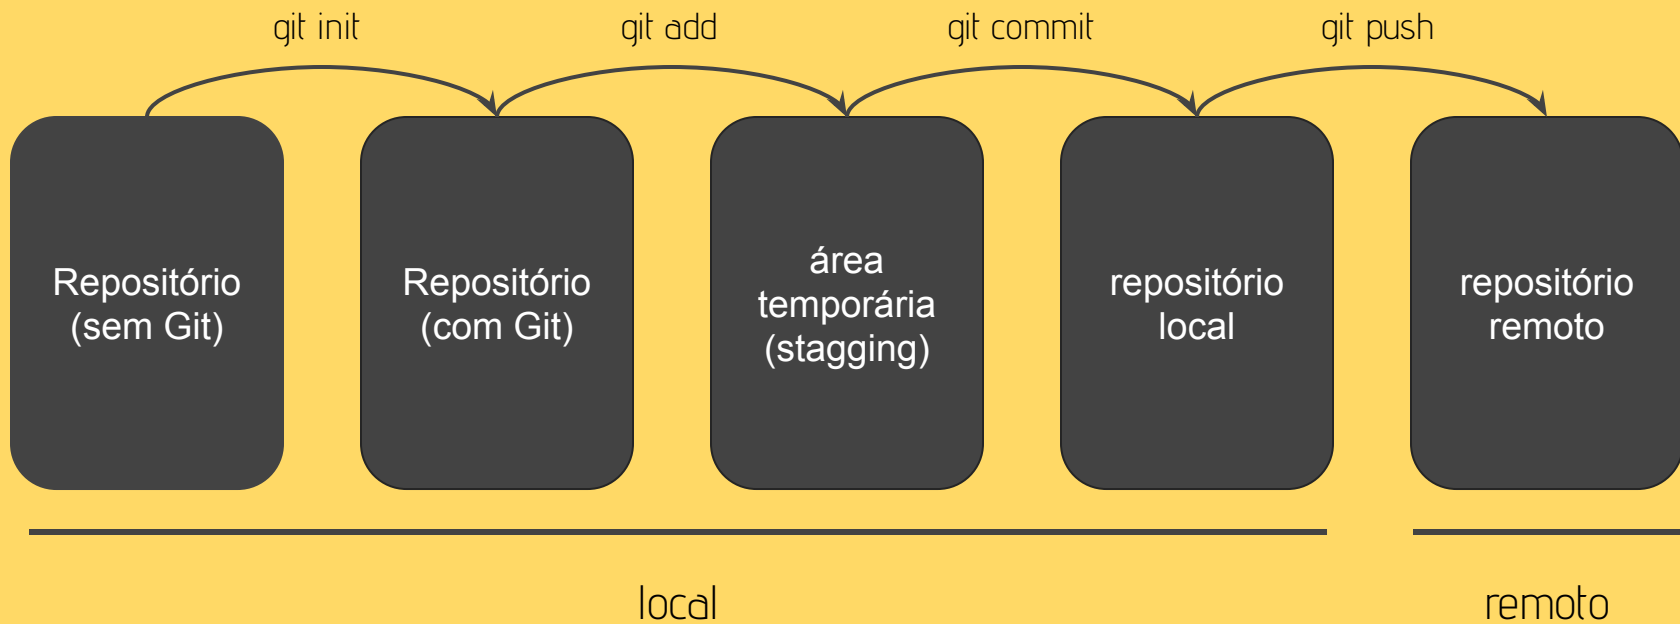 git init
git add
git commit
git push
Repositório
(sem Git)
Repositório
(com Git)
área
temporária
(stagging)
repositório
local
repositório
remoto
local
remoto